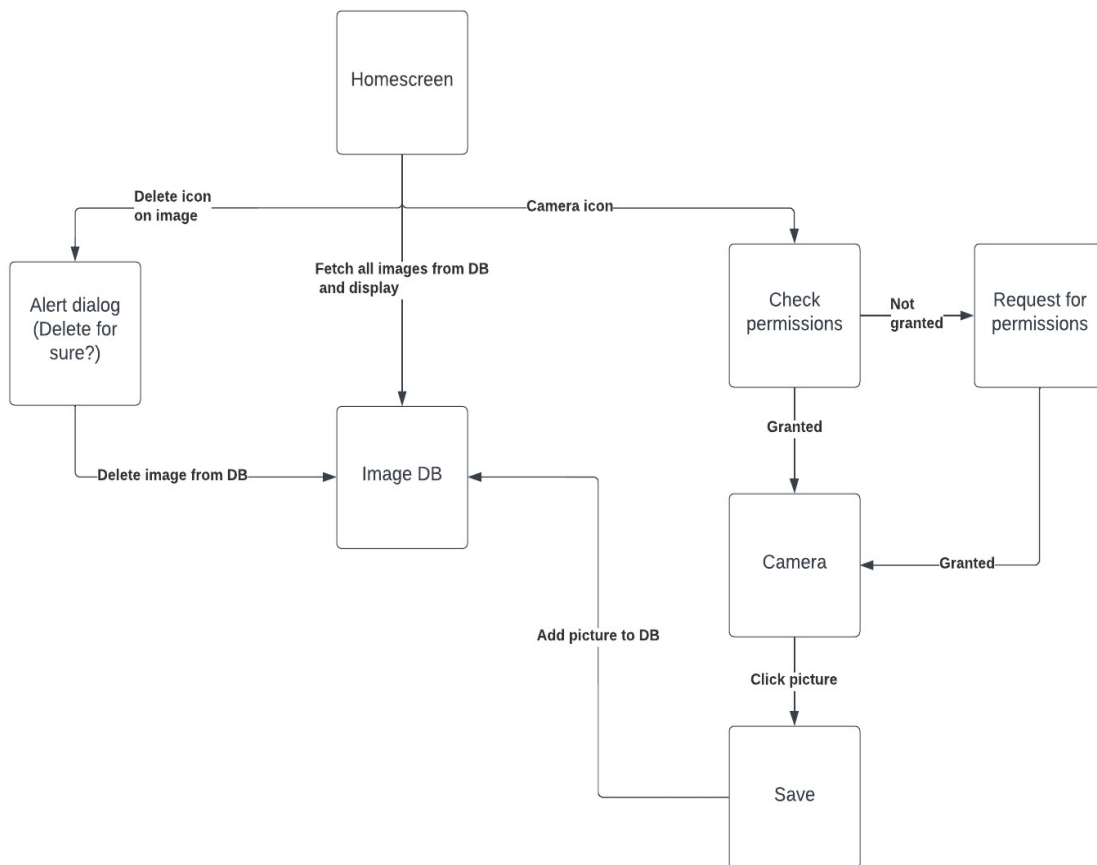 Homescreen
Delete icon
on image
Camera icon
Fetch all images from DB
and display
Alert dialog
(Delete for
sure?)
Check
permissions
Not
granted
Request for
permissions
Granted
Delete image from DB
Image DB
Camera
Granted
Add picture to DB
Click picture
Save